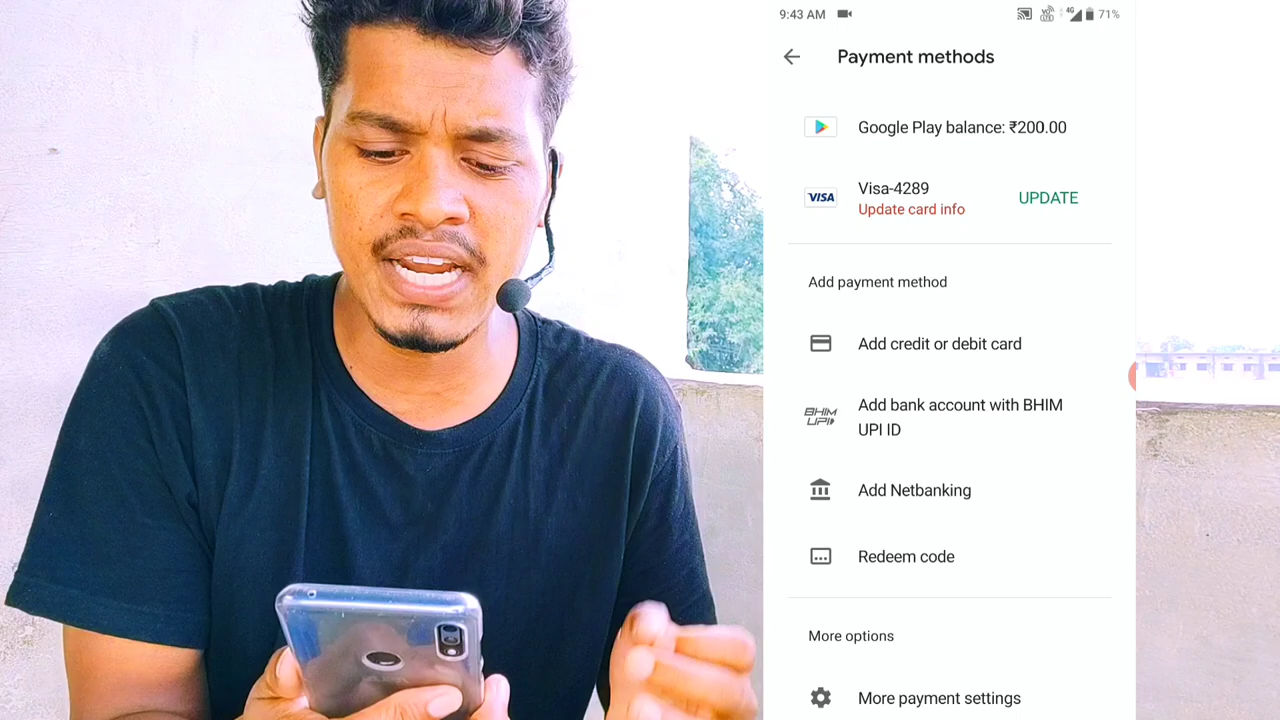 9:43 AM 4G 71%
Payment methods
Google Play balance: ₹200.00
VISA Visa-4289
Update card info
UPDATE
Add payment method
Add credit or debit card
BHIM
UPI
Add bank account with BHIM
UPI ID
Add Netbanking
Redeem code
More options
More payment settings